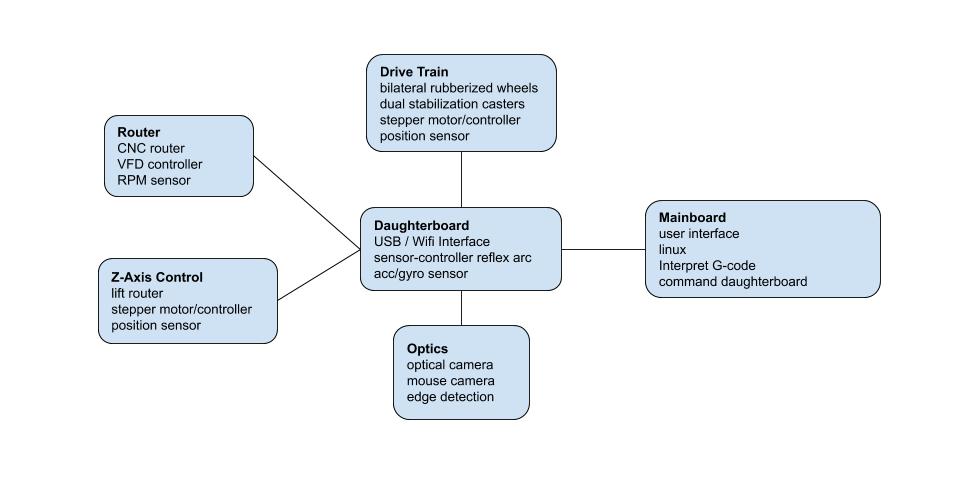 Drive Train
bilateral rubberized wheels
dual stabilization casters
stepper motor/controller
position sensor
Router
CNC router
VFD controller
RPM sensor
Daughterboard
USB / Wifi Interface
sensor-controller reflex arc
acc/gyro sensor
Mainboard
user interface
linux
Interpret G-code
command daughterboard
Z-Axis Control
lift router
stepper motor/controller
position sensor
Optics
optical camera
mouse camera
edge detection